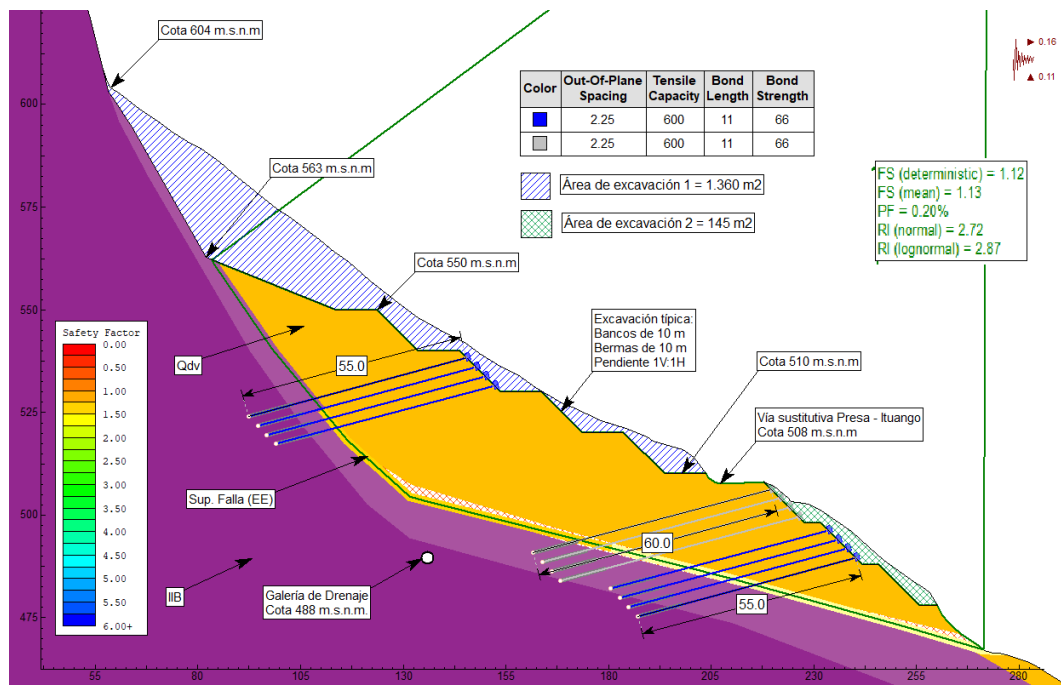 Cota 604 m.s.n.m
0.16
0.11
600
Color
Out-Of-Plane
Spacing
Tensile
Capacity
Bond
Length
Bond
Strength
2.25
600
11
66
2.25
600
11
66
Área de excavación 1 = 1.360 m2
Área de excavación 2 = 145 m2
FS (deterministic) = 1.12
FS (mean) = 1.13
PF = 0.20%
RI (normal) = 2.72
RI (lognormal) = 2.87
Cota 563 m.s.n.m
575
Cota 550 m.s.n.m
550
Excavación típica:
Bancos de 10 m
Bermas de 10 m
Pendiente 1V:1H
Safety Factor
0.00
0.50
1.00
1.50
2.00
2.50
3.00
3.50
4.00
4.50
5.00
5.50
6.00+
Qdv
55.0
Cota 510 m.s.n.m
525
Vía sustitutiva Presa - Ituango
Cota 508 m.s.n.m
Sup. Falla (EE)
500
60.0
IIB
Galería de Drenaje
Cota 488 m.s.n.m.
55.0
475
55
80
105
130
155
180
205
230
255
280